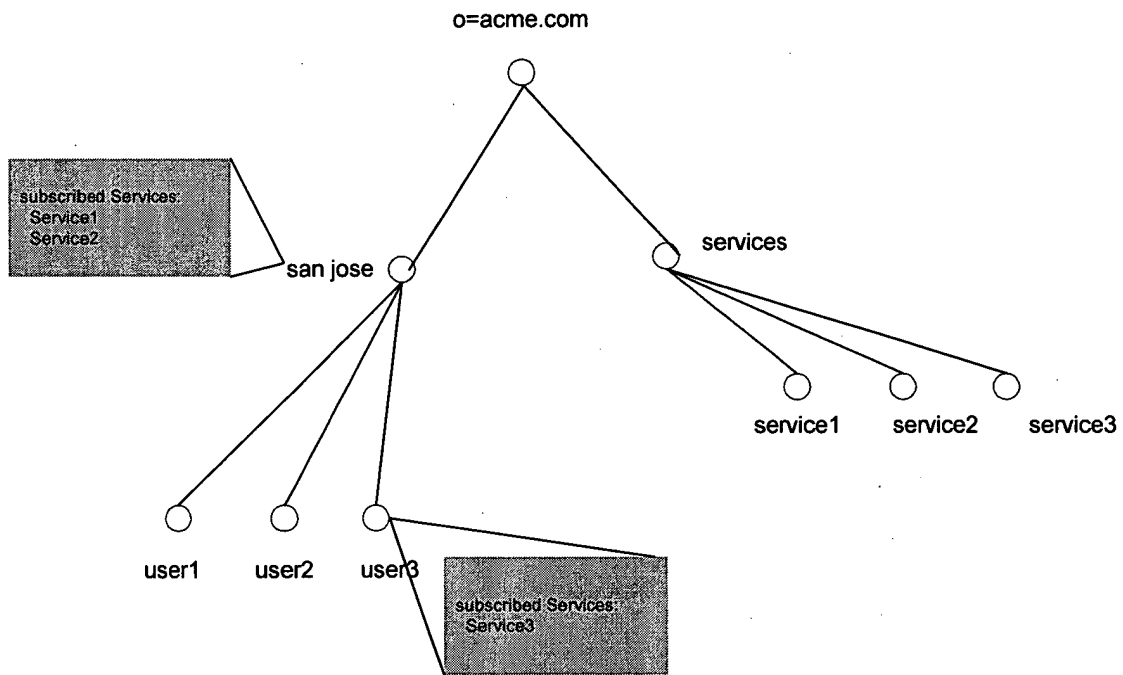 o=acme.com
subscribed Services:
Service1
Service2
san jose
services
service1
service2
service3
user1
user2
user3
subscribed Services:
Service3